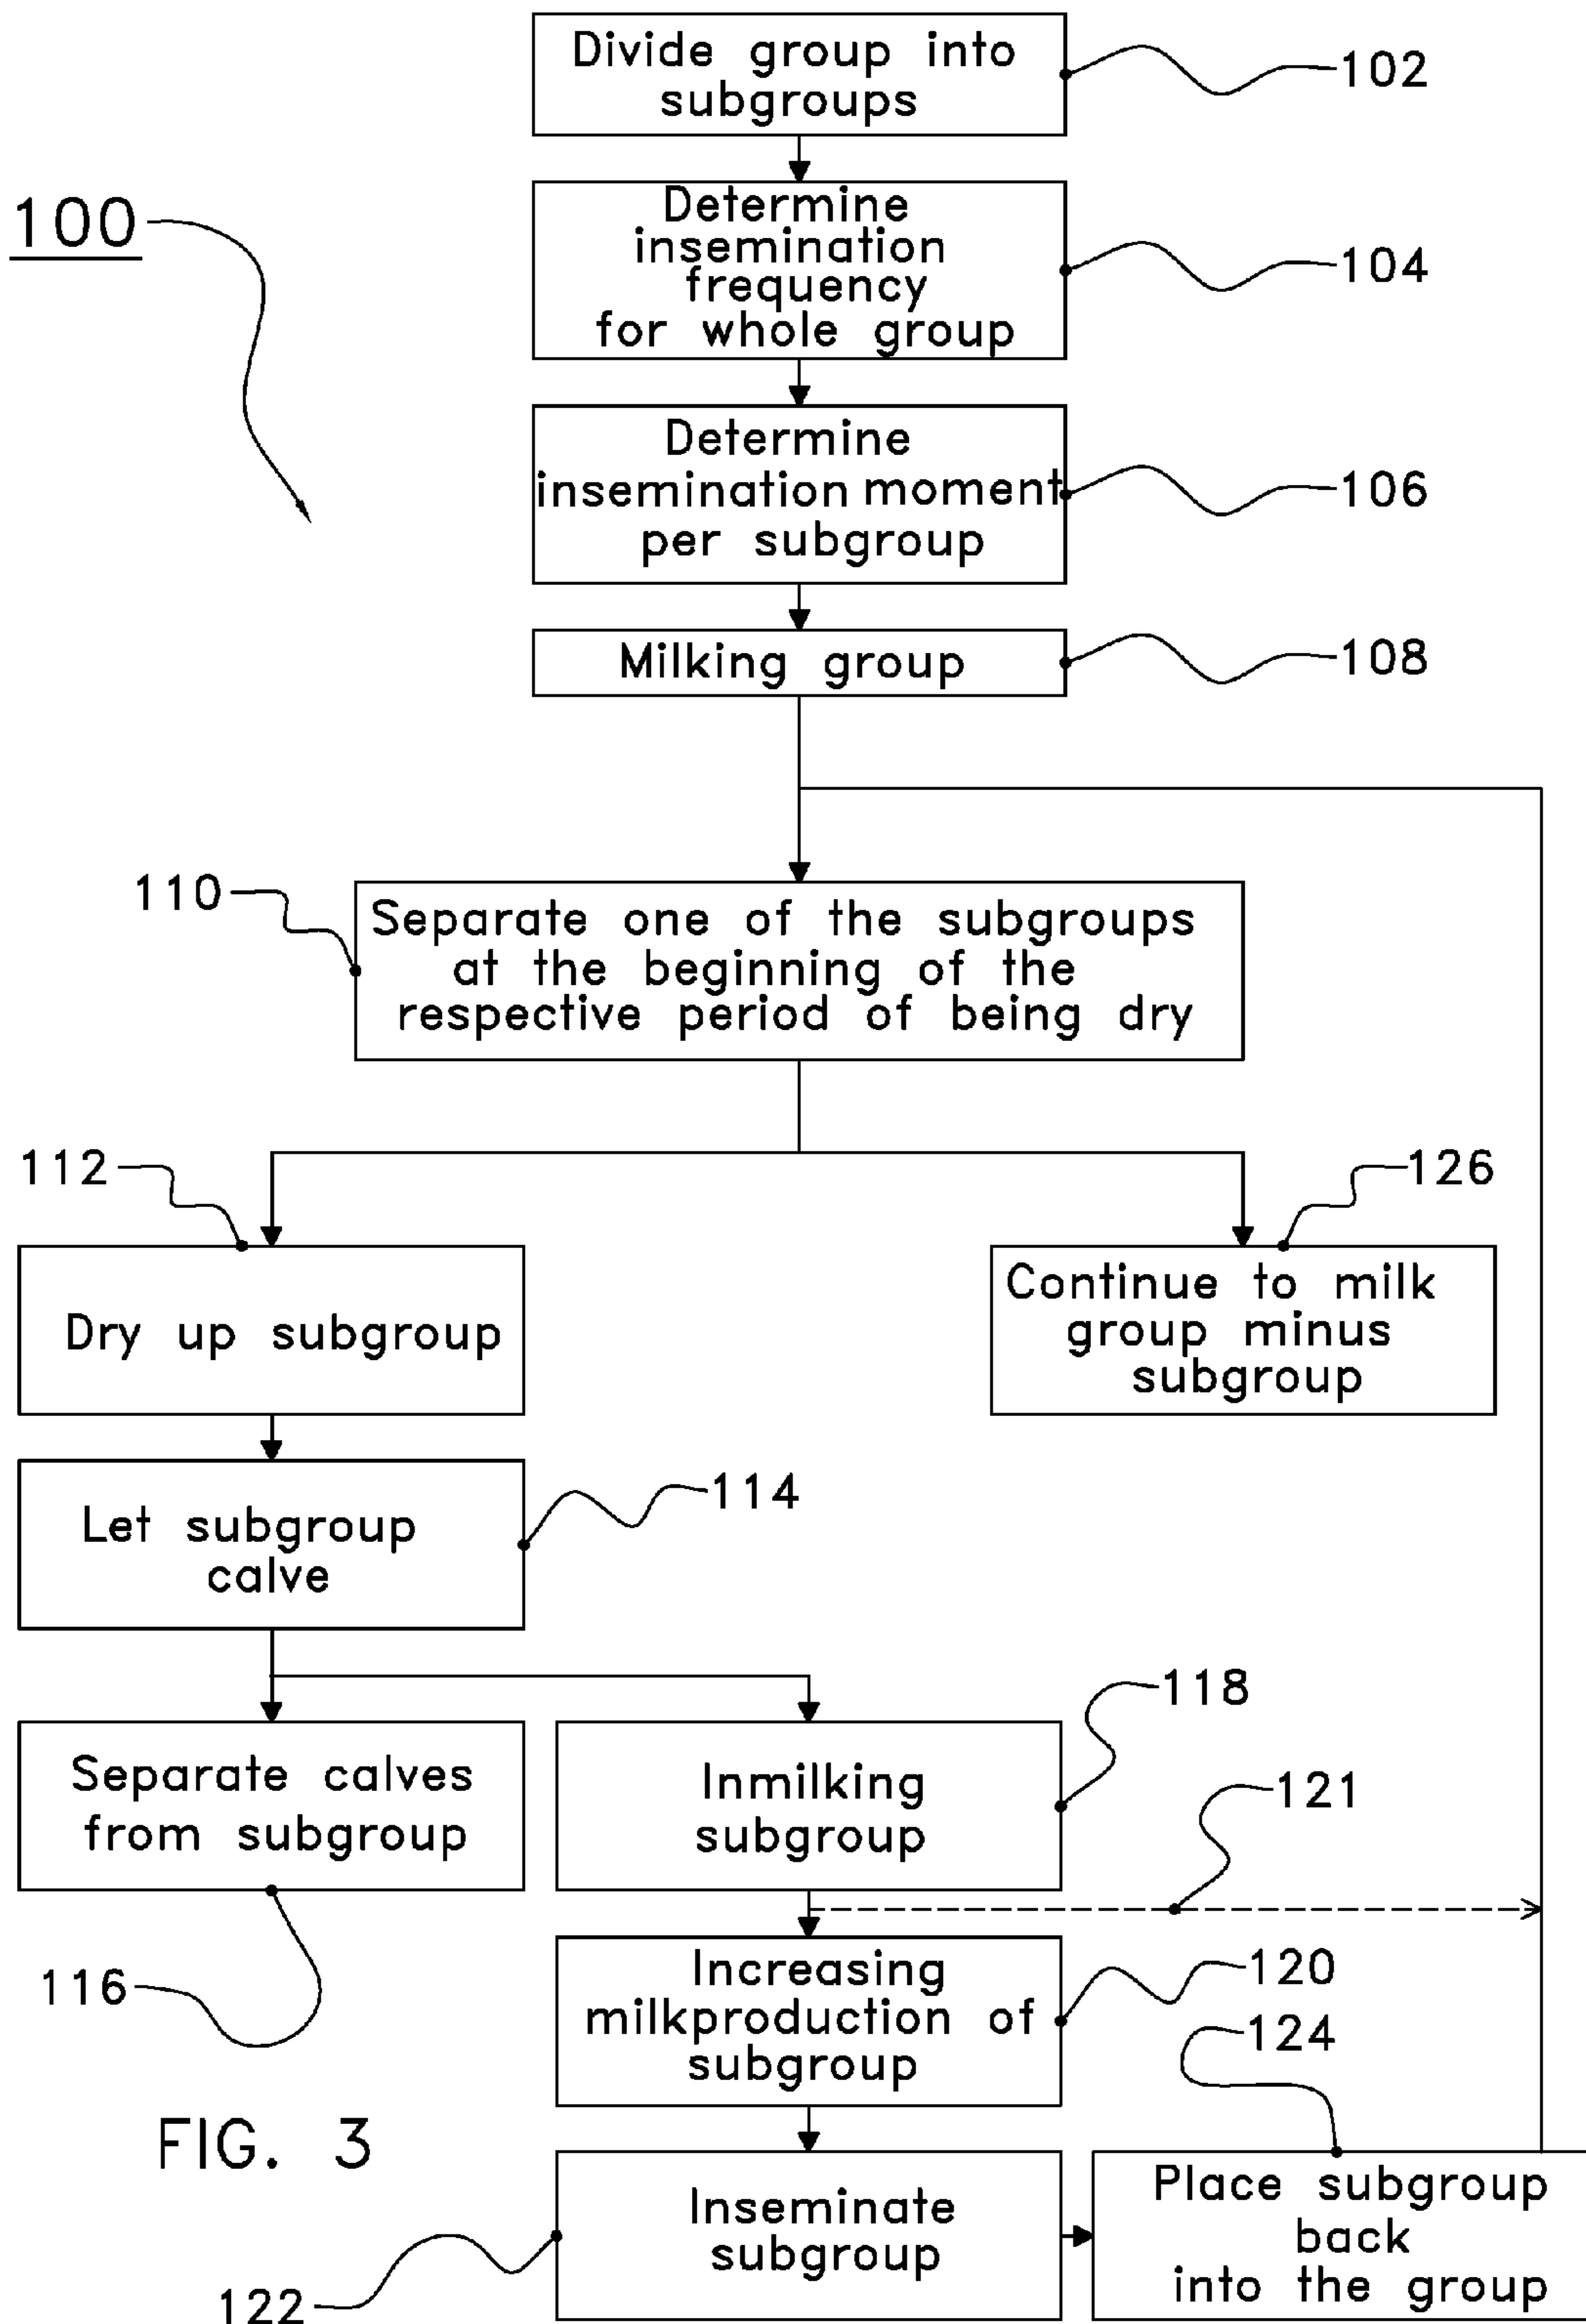 Divide group into
subgroups
102
100
Determine
insemination
frequency
for whole group
104
Determine
insemination moment
per subgroup
106
Milking group
108
110
Separate one of the subgroups
at the beginning of the
respective period of being dry
112
126
Dry up subgroup
Continue to milk
group minus
subgroup
Let subgroup
calve
114
118
Separate calves
from subgroup
Inmilking
subgroup
121
116
Increasing
milkproduction of
subgroup
120
124
FIG. 3
Inseminate
subgroup
Place subgroup
back
into the group
122